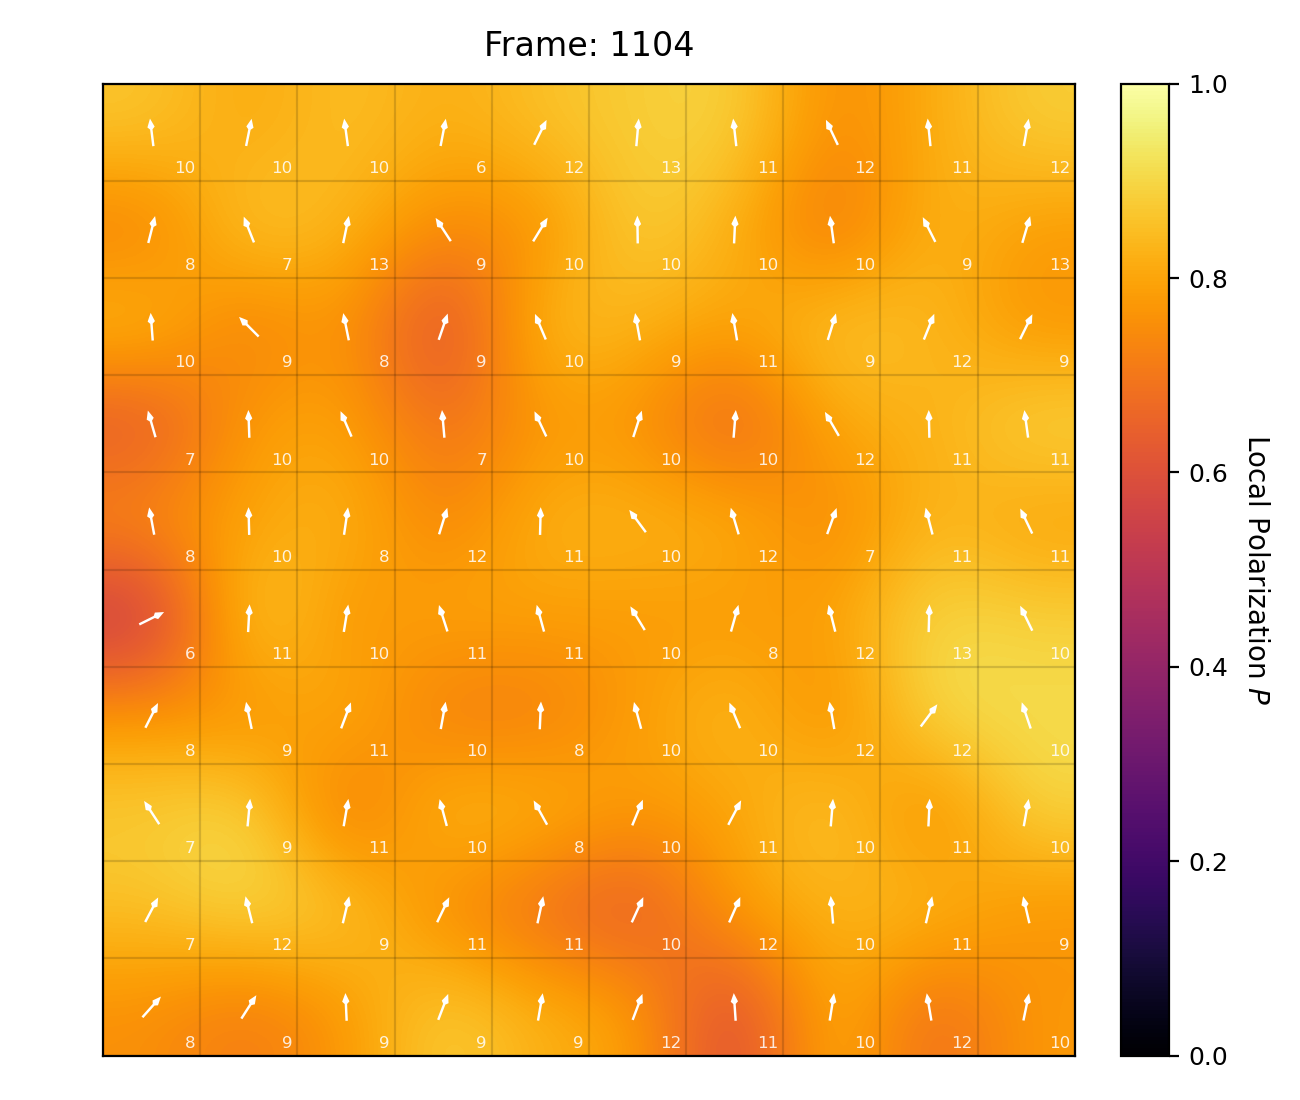 Frame: 1104
10 10 10 6 12 13 11 12 11 12
8 7 13 9 10 10 10 10 9 13
10 9 8 9 10 9 11 9 12 9
7 10 10 7 10 10 10 12 11 11
8 10 8 12 11 10 12 7 11 11
6 11 10 11 11 10 8 12 13 10
8 9 11 10 8 10 10 12 12 10
7 9 11 10 8 10 11 10 11 10
7 12 9 11 11 10 12 10 11 9
8 9 9 9 9 12 11 10 12 10
1.0
0.8
0.6
0.4
0.2
0.0
Local Polarization P